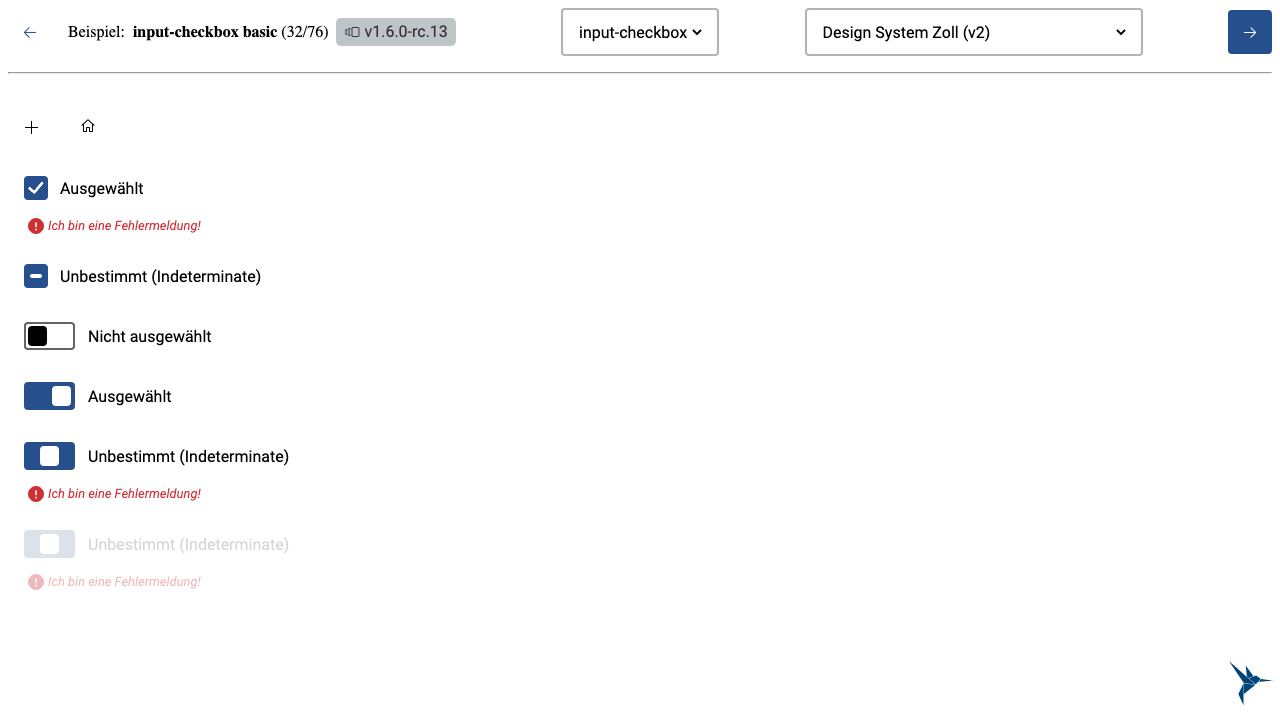 Beispiel: input-checkbox basic (32/76) v1.6.0-rc.13 input-checkbox Design System Zoll (v2)
Ausgewählt
Ich bin eine Fehlermeldung!
Unbestimmt (Indeterminate)
Nicht ausgewählt
Ausgewählt
Unbestimmt (Indeterminate)
Ich bin eine Fehlermeldung!
Unbestimmt (Indeterminate)
Ich bin eine Fehlermeldung!